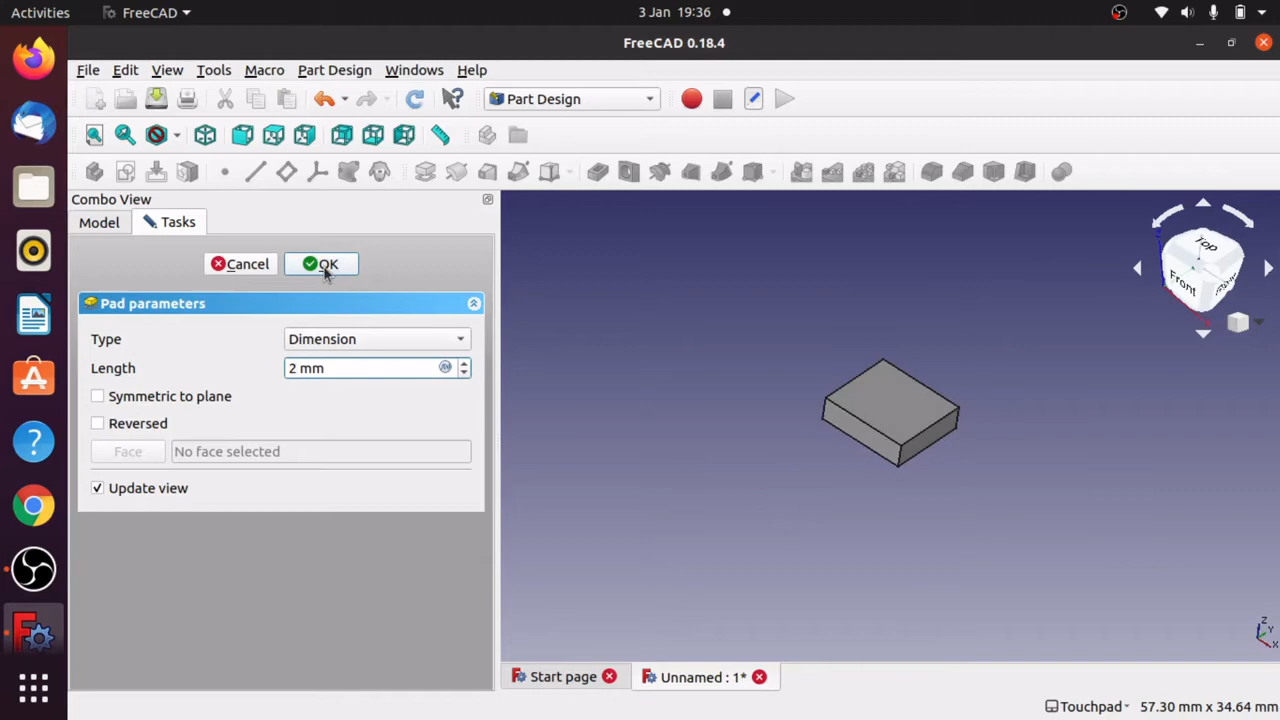 Activities FreeCAD 3 Jan 19:36
FreeCAD 0.18.4
File Edit View Tools Macro Part Design Windows Help
Part Design
Combo View
Model Tasks
Cancel OK
Pad parameters
Type Dimension
Length 2 mm
Symmetric to plane
Reversed
Face No face selected
Update view
Top
Front
Z
Y
X
Start page Unnamed : 1*
Touchpad 57.30 mm x 34.64 mm